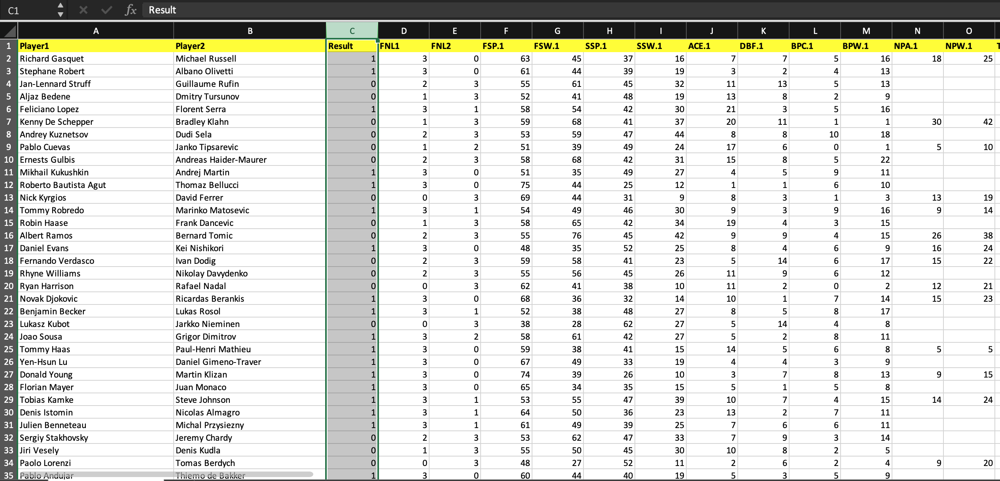 C1 fx Result
A B C D E F G H I J K L M N O
1 Player1 Player2 Result FNL1 FNL2 FSP.1 FSW.1 SSP.1 SSW.1 ACE.1 DBF.1 BPC.1 BPW.1 NPA.1 NPW.1
2 Richard Gasquet Michael Russell 1 3 0 63 45 37 16 7 7 5 16 18 25
3 Stephane Robert Albano Olivetti 1 3 0 61 44 39 19 3 2 4 13
4 Jan-Lennard Struff Guillaume Rufin 0 2 3 55 61 45 32 11 13 5 13
5 Aljaz Bedene Dmitry Tursunov 0 1 3 52 41 48 19 13 8 2 9
6 Feliciano Lopez Florent Serra 1 3 1 58 54 42 30 21 3 5 16
7 Kenny De Schepper Bradley Klahn 0 1 3 59 68 41 37 20 11 1 1 30 42
8 Andrey Kuznetsov Dudi Sela 0 2 3 53 59 47 44 8 8 10 18
9 Pablo Cuevas Janko Tipsarevic 0 1 2 51 39 49 24 17 6 0 1 5 10
10 Ernests Gulbis Andreas Haider-Maurer 0 2 3 58 68 42 31 15 8 5 22
11 Mikhail Kukushkin Andrej Martin 1 3 0 51 35 49 27 4 5 9 11
12 Roberto Bautista Agut Thomaz Bellucci 1 3 0 75 44 25 12 1 1 6 10
13 Nick Kyrgios David Ferrer 0 0 3 69 44 31 9 8 3 1 3 13 19
14 Tommy Robredo Marinko Matosevic 1 3 1 54 49 46 30 9 3 9 16 9 14
15 Robin Haase Frank Dancevic 0 1 3 58 65 42 34 19 4 3 15
16 Albert Ramos Bernard Tomic 0 2 3 55 76 45 42 9 9 4 15 26 38
17 Daniel Evans Kei Nishikori 1 3 0 48 35 52 25 8 4 6 9 16 24
18 Fernando Verdasco Ivan Dodig 0 2 3 59 58 41 23 5 14 6 17 15 22
19 Rhyne Williams Nikolay Davydenko 0 2 3 55 56 45 26 11 9 6 12
20 Ryan Harrison Rafael Nadal 0 0 3 62 41 38 10 11 2 0 2 12 21
21 Novak Djokovic Ricardas Berankis 1 3 0 68 36 32 14 10 1 7 14 15 23
22 Benjamin Becker Lukas Rosol 1 3 1 52 38 48 27 8 5 8 17
23 Lukasz Kubot Jarkko Nieminen 0 0 3 38 28 62 27 5 14 4 8
24 Joao Sousa Grigor Dimitrov 1 3 2 58 61 42 27 5 2 8 11
25 Tommy Haas Paul-Henri Mathieu 1 3 0 59 38 41 15 14 5 6 8 5 5
26 Yen-Hsun Lu Daniel Gimeno-Traver 1 3 0 67 49 33 19 4 4 3 9
27 Donald Young Martin Klizan 1 3 0 74 39 26 10 3 7 8 13 9 15
28 Florian Mayer Juan Monaco 1 3 0 65 34 35 15 5 1 5 8
29 Tobias Kamke Steve Johnson 1 3 1 53 55 47 39 10 7 4 15 14 24
30 Denis Istomin Nicolas Almagro 1 3 1 64 50 36 23 13 2 7 11
31 Julien Benneteau Michal Przysiezny 1 3 1 61 49 39 25 7 6 6 11
32 Sergiy Stakhovsky Jeremy Chardy 0 2 3 53 62 47 33 7 9 3 14
33 Jiri Vesely Denis Kudla 0 1 3 55 50 45 30 10 8 2 5
34 Paolo Lorenzi Tomas Berdych 0 0 3 48 27 52 11 2 6 2 4 9 20
35 Pablo Andujar Thiemo de Bakker 1 3 0 60 44 40 19 5 3 5 9